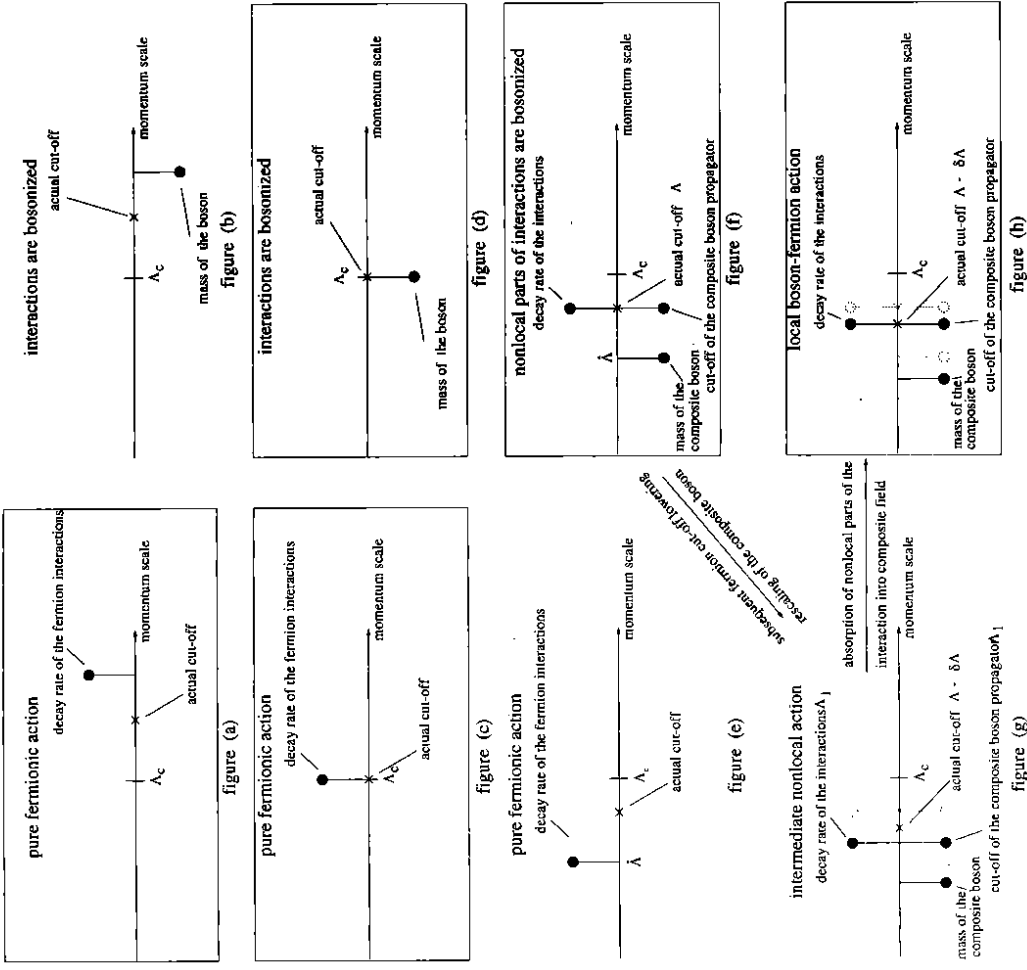 pure fermionic action
decay rate of the fermion interactions
momentum scale
Λc
actual cut-off
figure (a)
interactions are bosonized
actual cut-off
momentum scale
Λc
mass of the boson
figure (b)
pure fermionic action
decay rate of the fermion interactions
momentum scale
Λc
actual cut-off
figure (c)
interactions are bosonized
actual cut-off
Λc
momentum scale
mass of the boson
figure (d)
pure fermionic action
decay rate of the fermion interactions
momentum scale
Λ̂
Λc
actual cut-off
figure (e)
nonlocal parts of interactions are bosonized
decay rate of the interactions
momentum scale
Λ̂
Λc
actual cut-off Λ
mass of the
composite boson
cut-off of the composite boson propagator
figure (f)
subsequent fermion cut-off lowering
rescaling of the composite boson
intermediate nonlocal action
decay rate of the interactionsΛ1
momentum scale
Λc
actual cut-off Λ - δΛ
mass of the
composite boson
cut-off of the composite boson propagatorΛ1
figure (g)
absorption of nonlocal parts of the
interaction into composite field
local boson-fermion action
decay rate of the interactions
momentum scale
Λc
actual cut-off Λ - δΛ
mass of the
composite boson
cut-off of the composite boson propagator
figure (h)